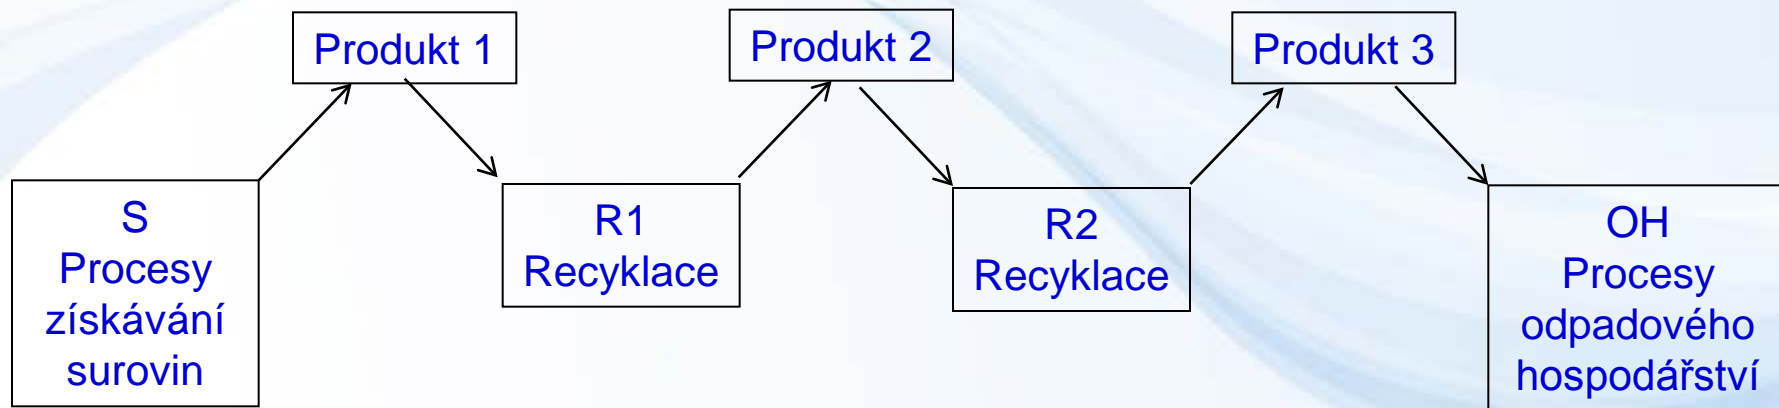 Produkt 1
Produkt 2
Produkt 3
S
Procesy
získávání
surovin
R1
Recyklace
R2
Recyklace
OH
Procesy
odpadového
hospodářství